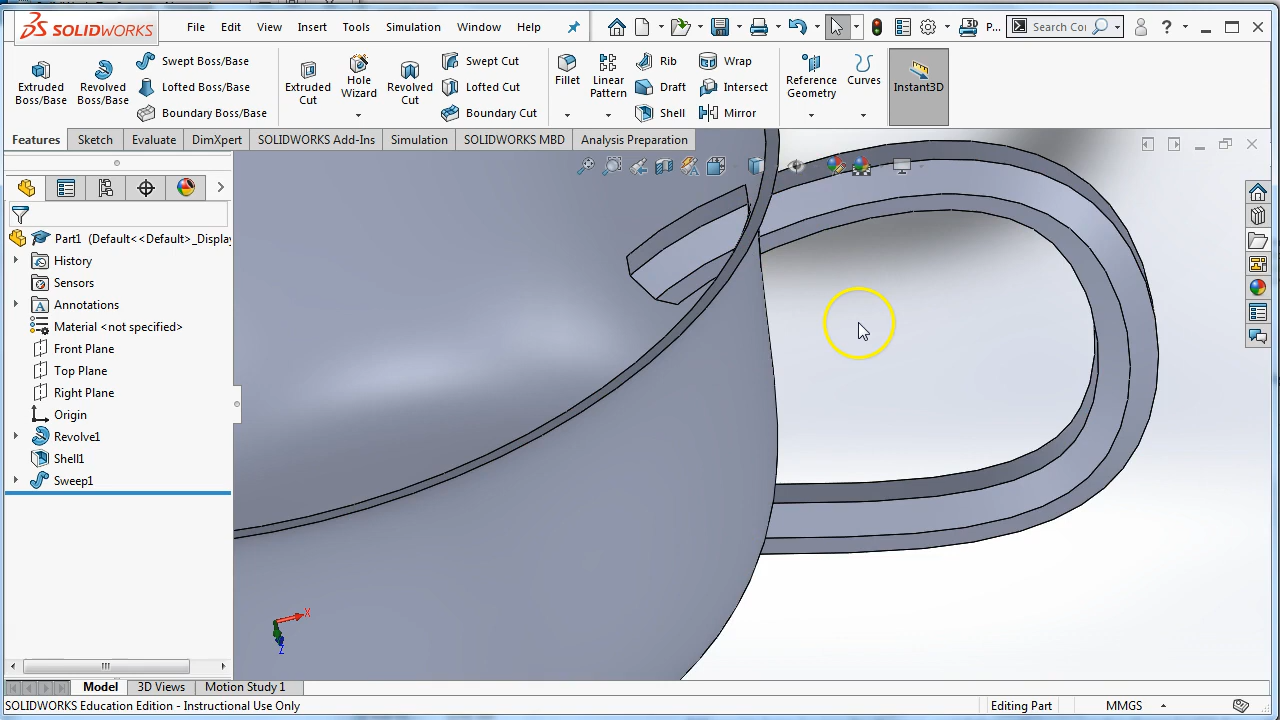 SOLIDWORKS File Edit View Insert Tools Simulation Window Help P... Search Co
Extruded Boss/Base
Revolved Boss/Base
Swept Boss/Base
Lofted Boss/Base
Boundary Boss/Base
Extruded Cut
Hole Wizard
Revolved Cut
Swept Cut
Lofted Cut
Boundary Cut
Fillet
Linear Pattern
Rib
Draft
Shell
Wrap
Intersect
Mirror
Reference Geometry
Curves
Instant3D
Features Sketch Evaluate DimXpert SOLIDWORKS Add-Ins Simulation SOLIDWORKS MBD Analysis Preparation
Part1 (Default<<Default>_Display
History
Sensors
Annotations
Material <not specified>
Front Plane
Top Plane
Right Plane
Origin
Revolve1
Shell1
Sweep1
X
Z
Model 3D Views Motion Study 1
SOLIDWORKS Education Edition - Instructional Use Only Editing Part MMGS